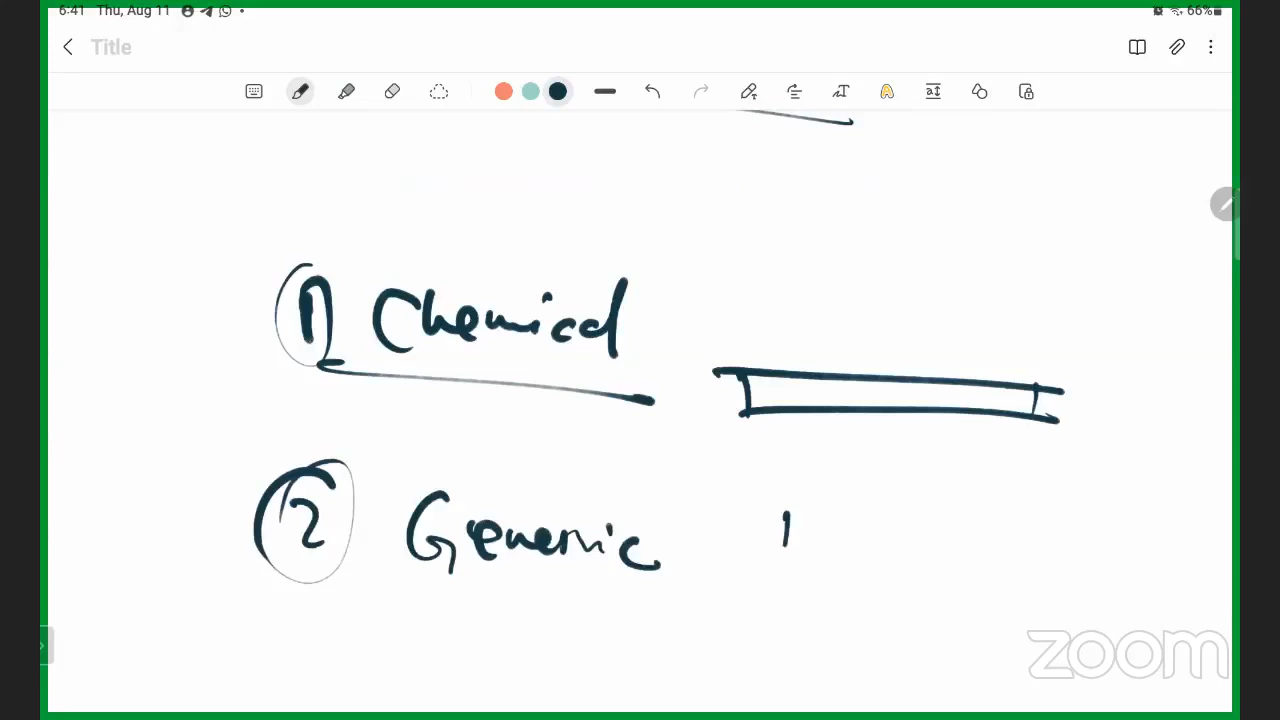 6:41 Thu, Aug 11 66%
Title
1) Chemical
2 Generic
zoom